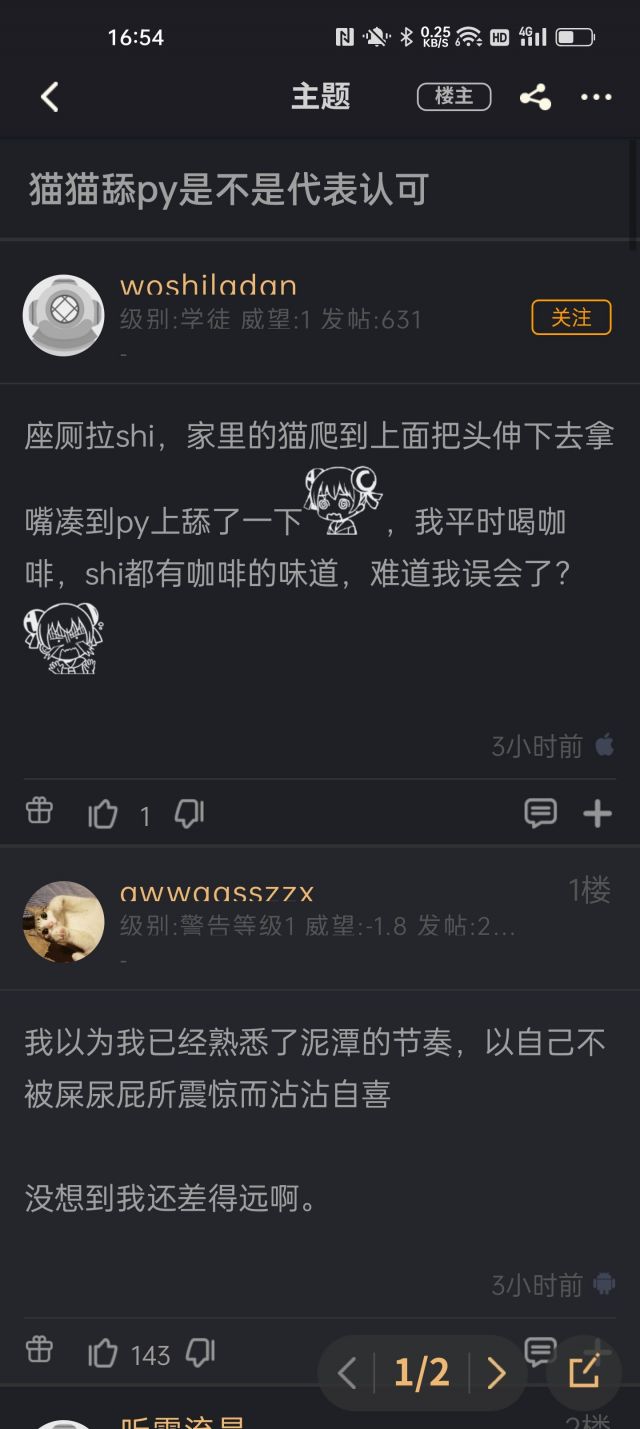 16:54
0.25
KB/S
HD
4G
主题
楼主
猫猫舔py是不是代表认可
woshiladan
级别:学徒 威望:1 发帖:631
-
关注
座厕拉shi，家里的猫爬到上面把头伸下去拿
嘴凑到py上舔了一下，我平时喝咖
啡，shi都有咖啡的味道，难道我误会了？
3小时前
1
awwaasszzx
1楼
级别:警告等级1 威望:-1.8 发帖:2...
-
我以为我已经熟悉了泥潭的节奏，以自己不
被屎尿屁所震惊而沾沾自喜
没想到我还差得远啊。
3小时前
143
1/2
听雪流景
2楼